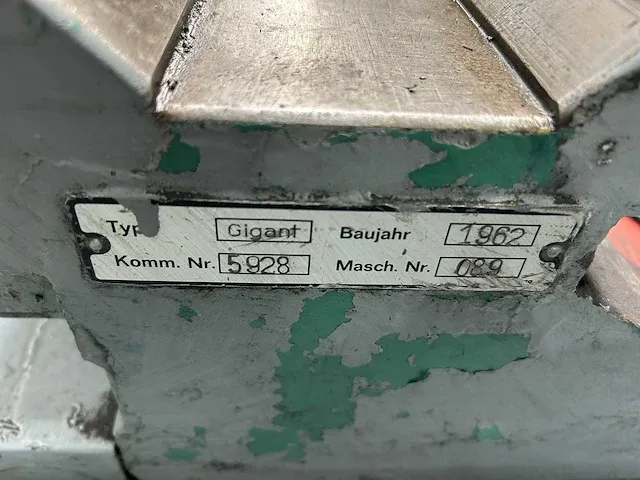 Typ Gigant Baujahr 1962
Komm. Nr. 5928 Masch. Nr. 089